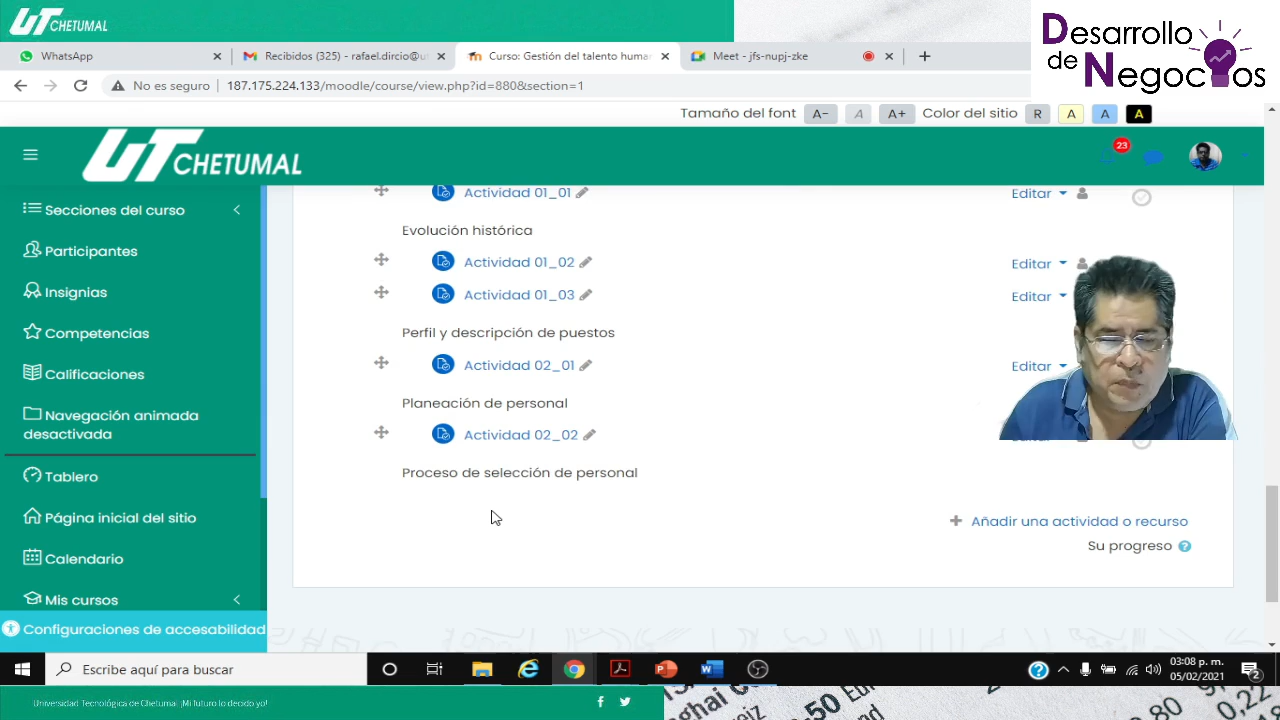 UT CHETUMAL
Desarrollo
de Negocios
WhatsApp
Recibidos (325) - rafael.dircio@ut
Curso: Gestión del talento human
Meet - jfs-nupj-zke
No es seguro
187.175.224.133/moodle/course/view.php?id=880&section=1
Tamaño del font A- A A+ Color del sitio R A A A
UT CHETUMAL
23
Secciones del curso
Participantes
Insignias
Competencias
Calificaciones
Navegación animada
desactivada
Tablero
Página inicial del sitio
Calendario
Mis cursos
Configuraciones de accesabilidad
Actividad 01_01 Editar
Evolución histórica
Actividad 01_02 Editar
Actividad 01_03 Editar
Perfil y descripción de puestos
Actividad 02_01 Editar
Planeación de personal
Actividad 02_02
Proceso de selección de personal
Añadir una actividad o recurso
Su progreso
Escribe aquí para buscar
03:08 p. m.
05/02/2021
2
Universidad Tecnológica de Chetumal ¡Mi futuro lo decido yo!